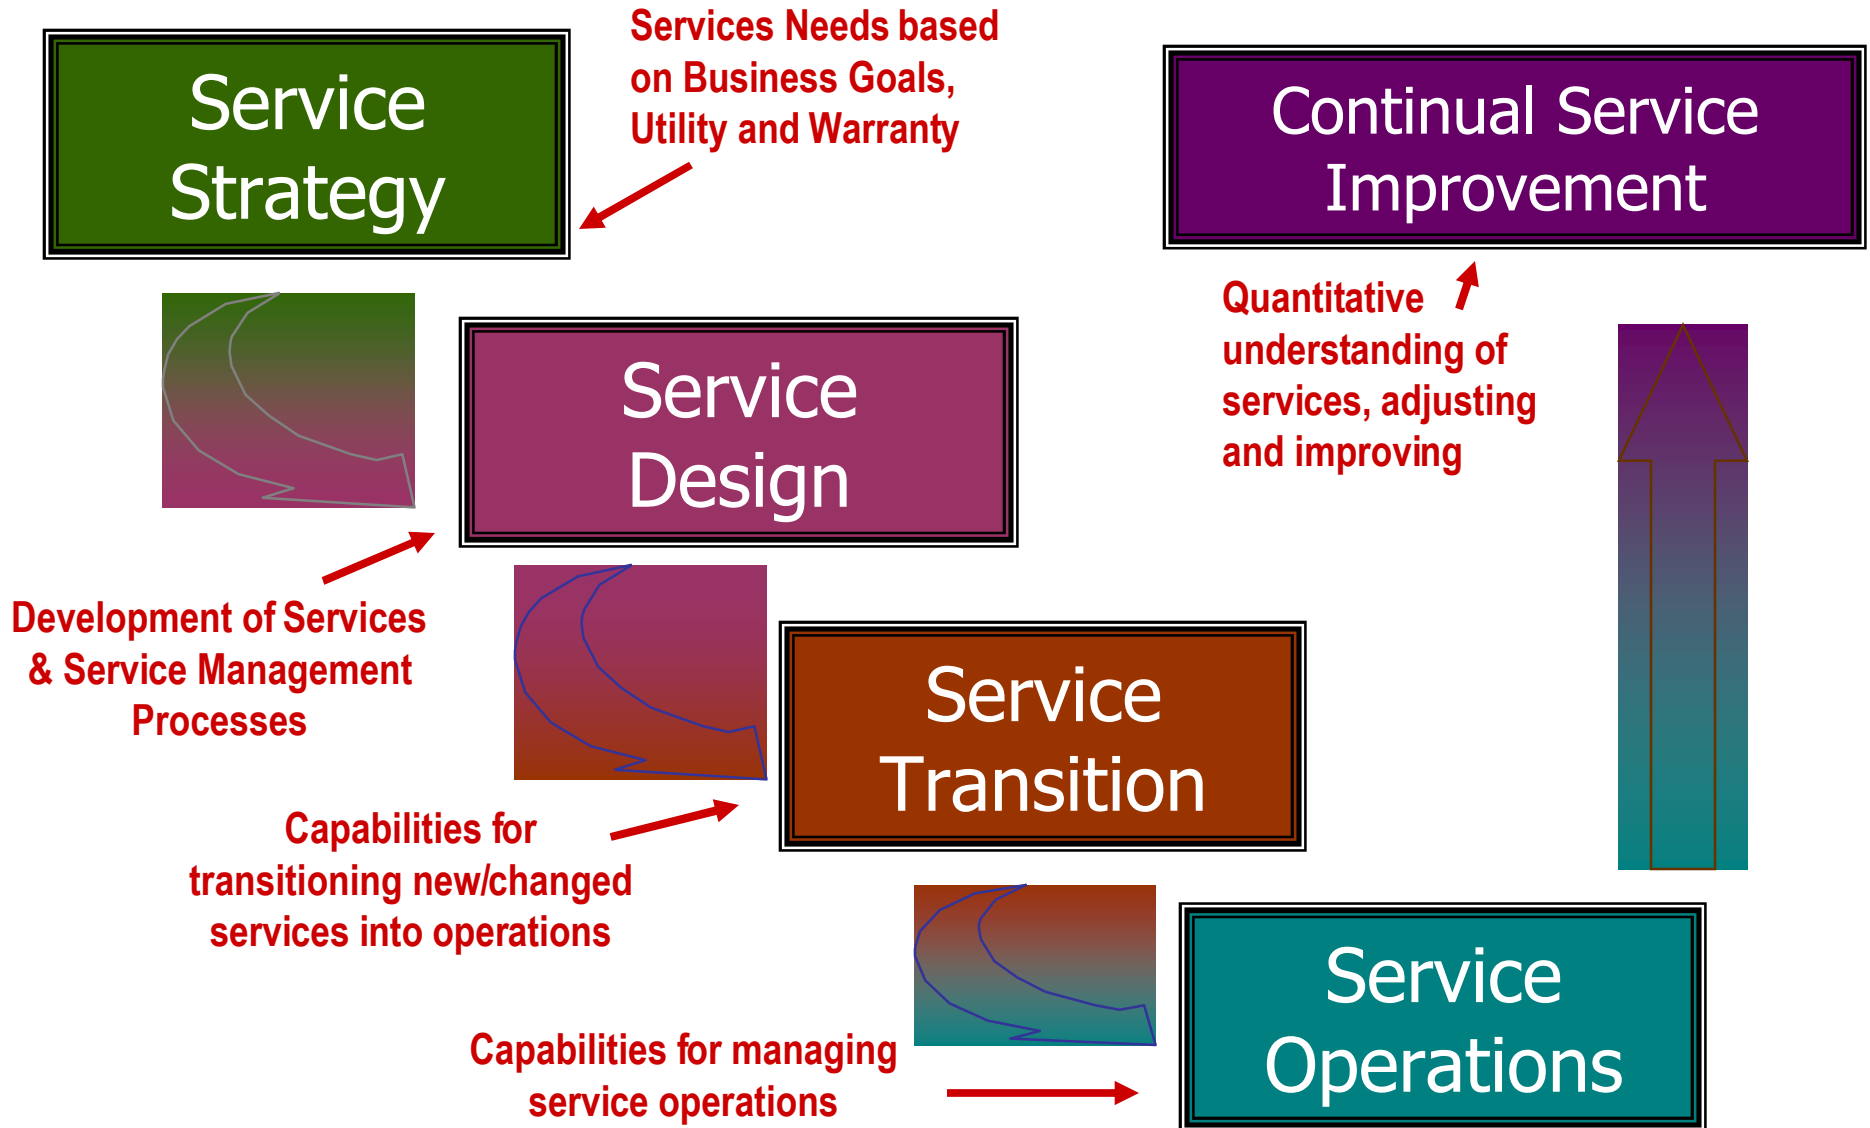 Services Needs based
on Business Goals,
Utility and Warranty
Service
Strategy
Continual Service
Improvement
Quantitative
understanding of
services, adjusting
and improving
Service
Design
Development of Services
& Service Management
Processes
Service
Transition
Capabilities for
transitioning new/changed
services into operations
Service
Operations
Capabilities for managing
service operations